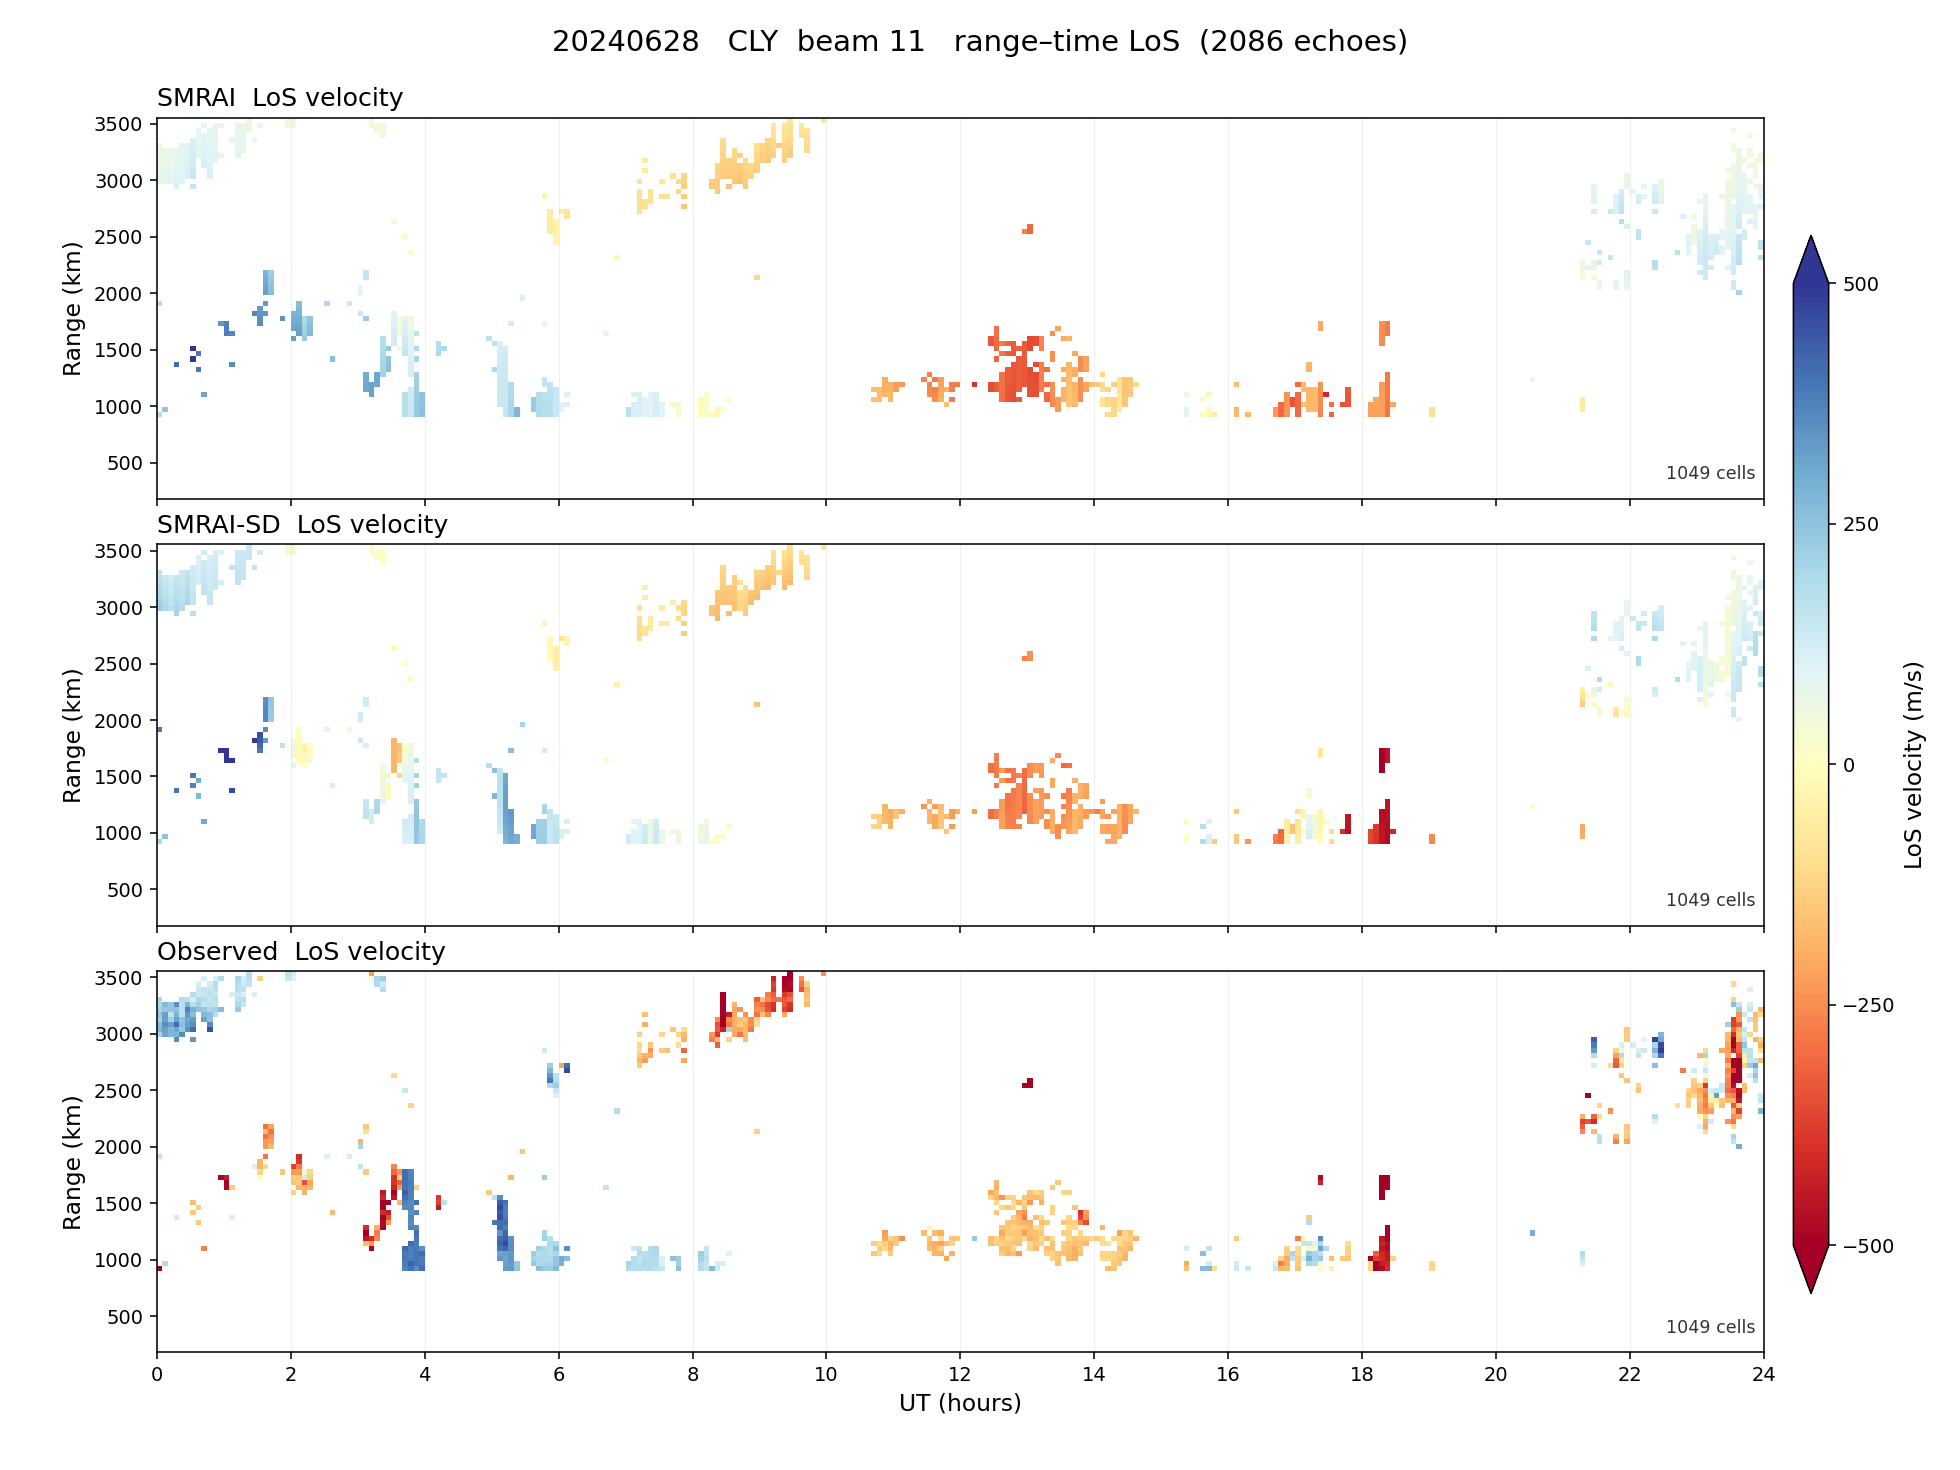 20240628   CLY  beam 11   range–time LoS  (2086 echoes)
SMRAI  LoS velocity
3500
3000
2500
2000
1500
1000
500
Range (km)
1049 cells
SMRAI-SD  LoS velocity
3500
3000
2500
2000
1500
1000
500
Range (km)
1049 cells
Observed  LoS velocity
3500
3000
2500
2000
1500
1000
500
Range (km)
1049 cells
0 2 4 6 8 10 12 14 16 18 20 22 24
UT (hours)
500
250
0
−250
−500
LoS velocity (m/s)